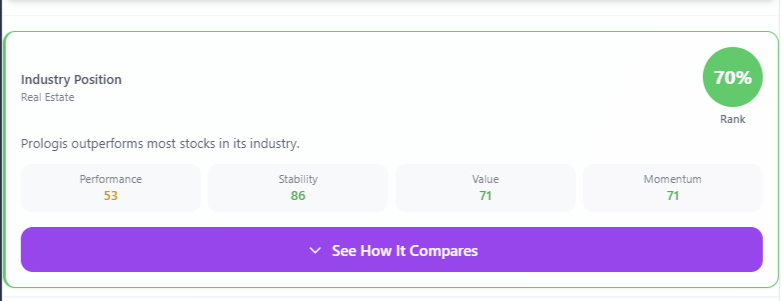 Industry Position
Real Estate
70%
Rank
Prologis outperforms most stocks in its industry.
Performance
53
Stability
86
Value
71
Momentum
71
See How It Compares